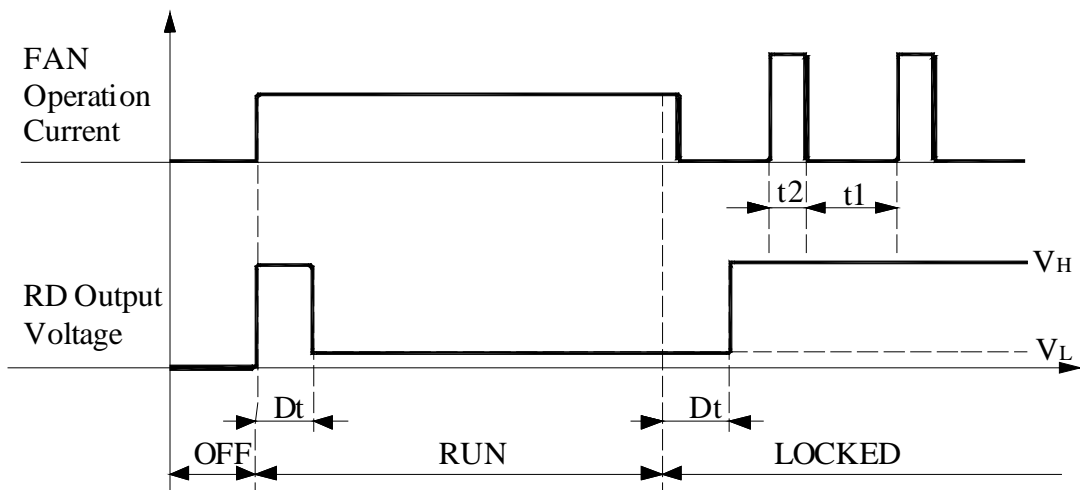 FAN
Operation
Current
t2
t1
RD Output
Voltage
VH
VL
Dt
Dt
OFF
RUN
LOCKED